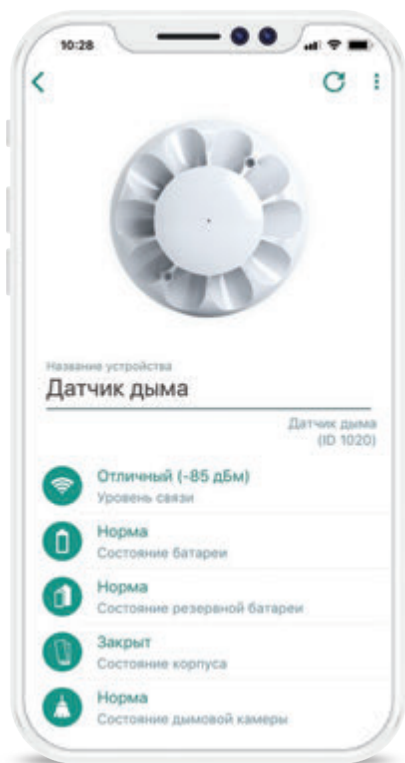 10:28
Название устройства
Датчик дыма
Датчик дыма
(ID 1020)
Отличный (-85 дБм)
Уровень связи
Норма
Состояние батареи
Норма
Состояние резервной батареи
Закрыт
Состояние корпуса
Норма
Состояние дымовой камеры